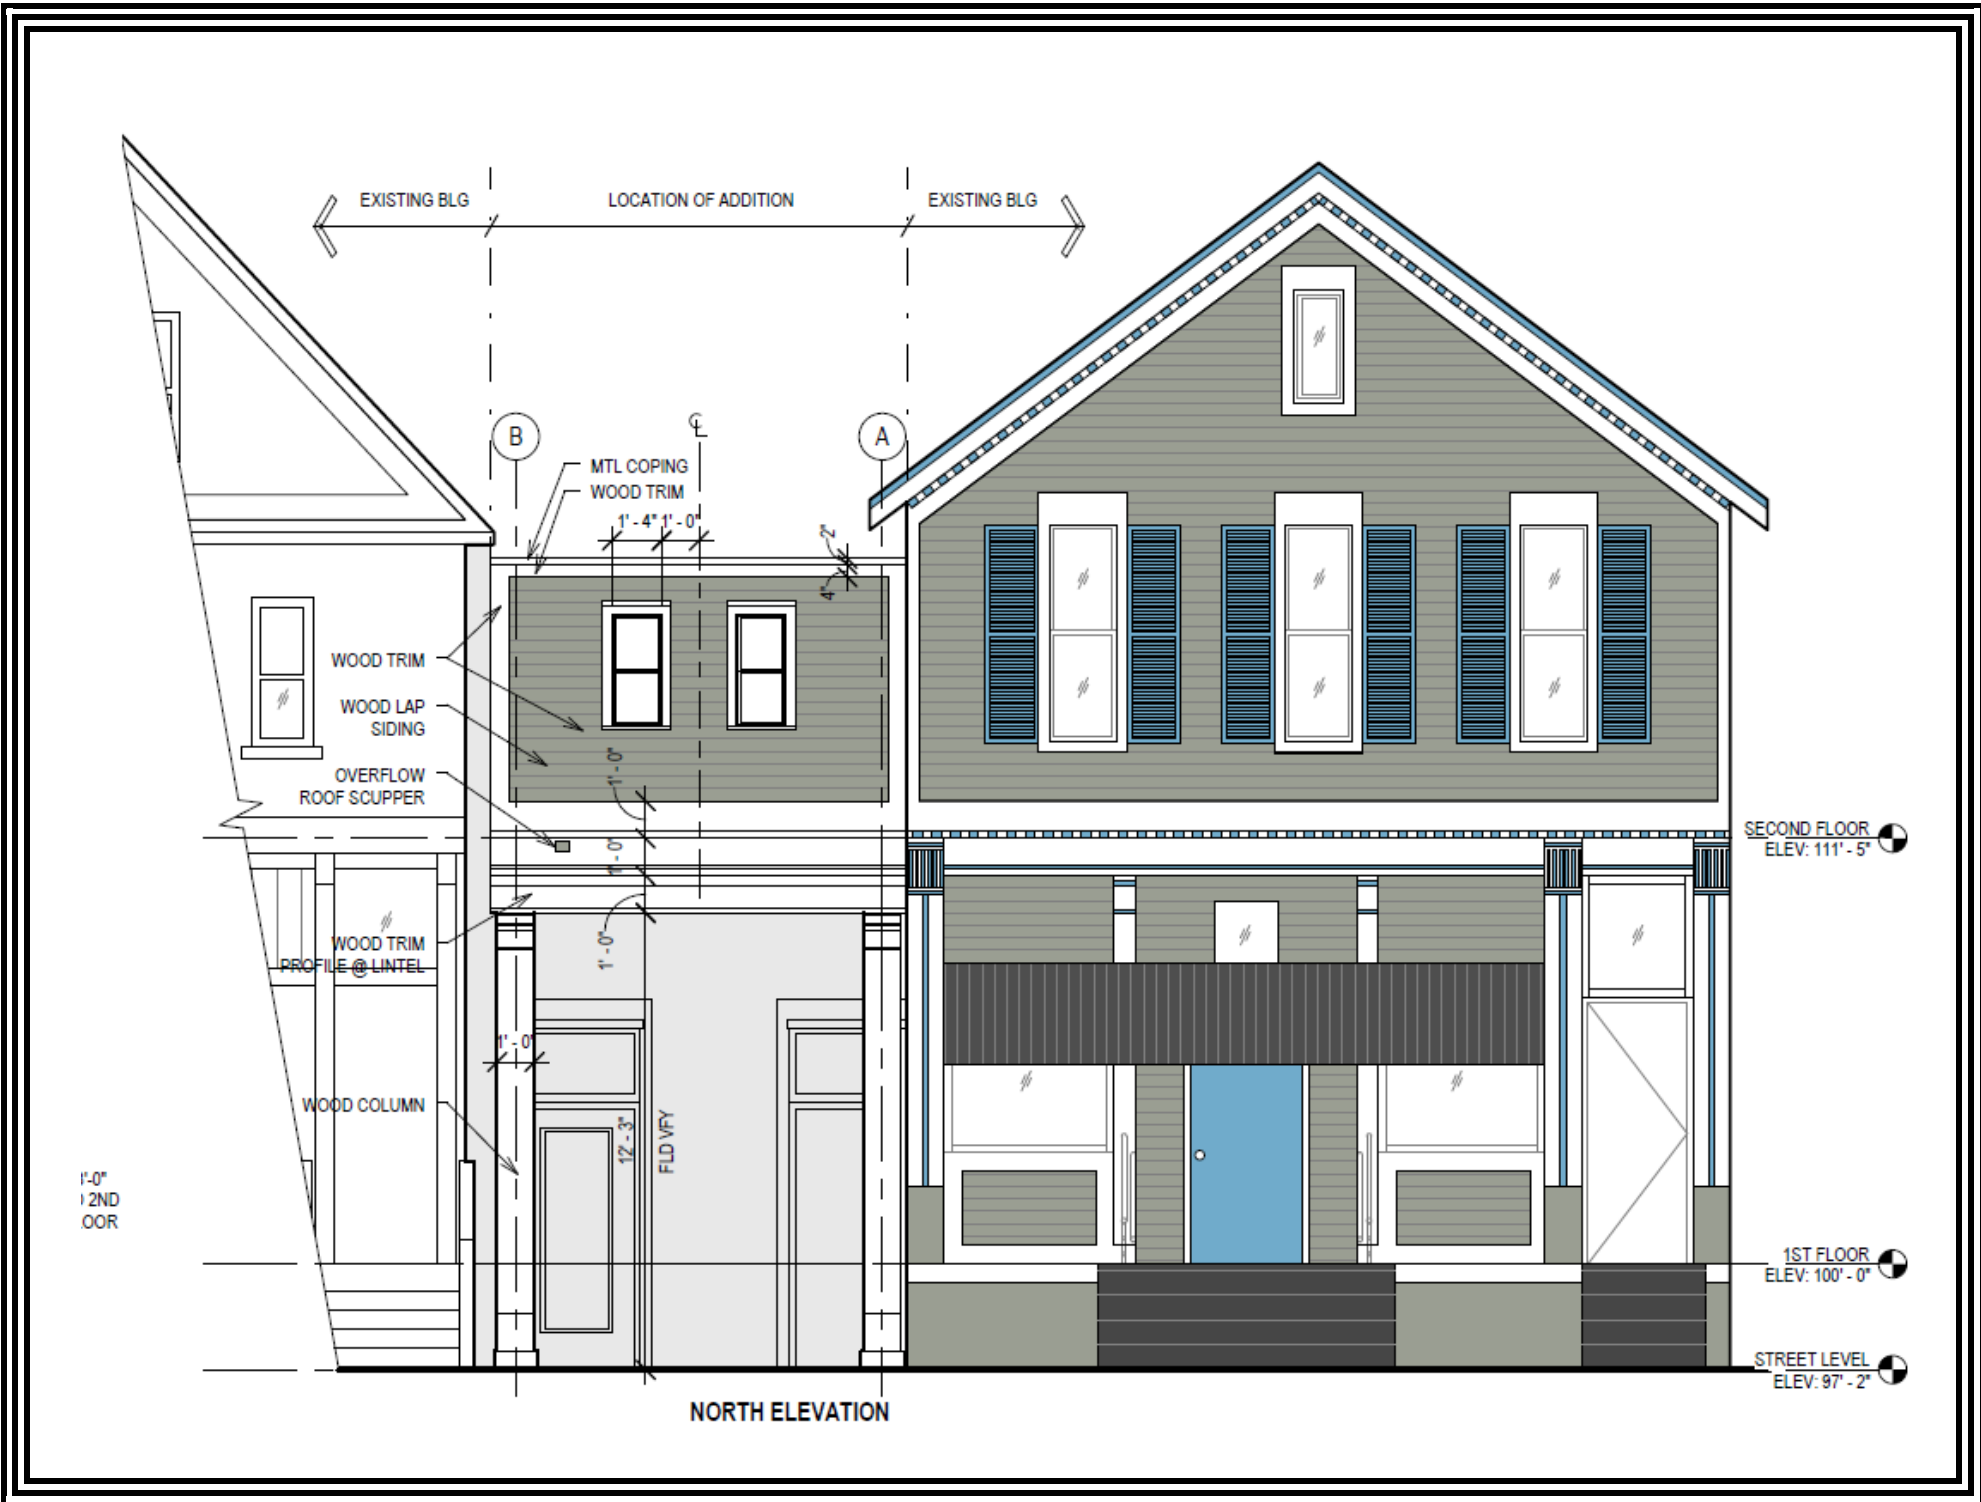 EXISTING BLG
LOCATION OF ADDITION
EXISTING BLG
B
A
MTL COPING
WOOD TRIM
1' - 4" 1' - 0"
2"
4"
WOOD TRIM
WOOD LAP
SIDING
1' - 0"
OVERFLOW
ROOF SCUPPER
SECOND FLOOR
ELEV: 111' - 5"
1' - 0"
WOOD TRIM
PROFILE @ LINTEL
1' - 0"
1' - 0"
WOOD COLUMN
12' - 3"
FLD VFY
'-0"
2ND
OOR
1ST FLOOR
ELEV: 100' - 0"
STREET LEVEL
ELEV: 97' - 2"
NORTH ELEVATION